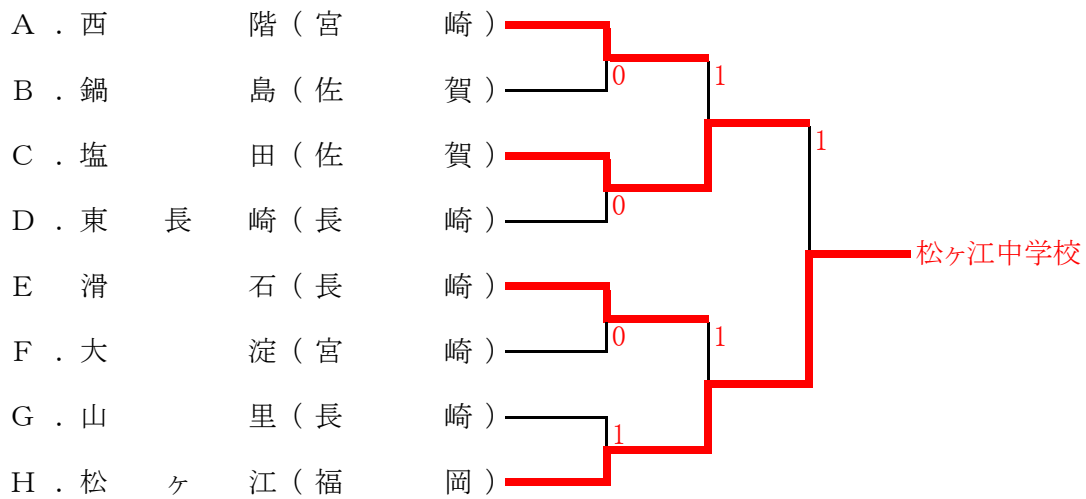 A．西階（宮崎）
0
1
B．鍋島（佐賀）
C．塩田（佐賀）
1
0
D．東長崎（長崎）
松ヶ江中学校
E 滑石（長崎）
0
1
F．大淀（宮崎）
G．山里（長崎）
1
H．松ヶ江（福岡）